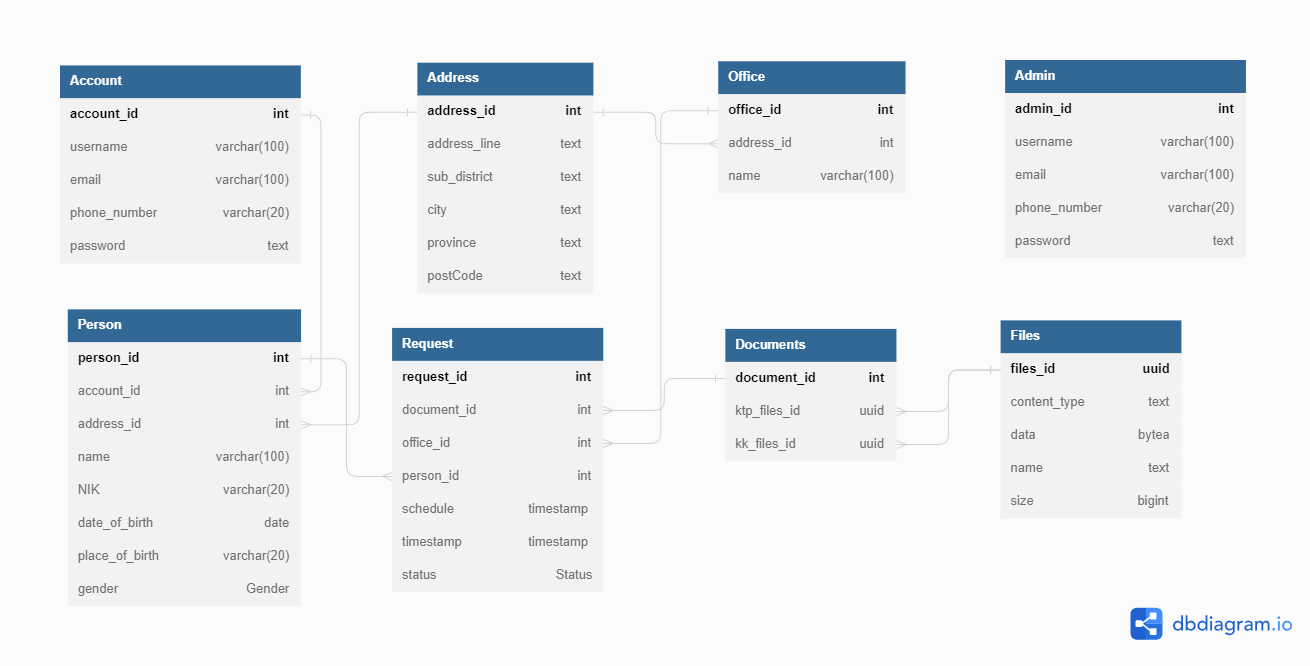 Account
account_id int
username varchar(100)
email varchar(100)
phone_number varchar(20)
password text
Address
address_id int
address_line text
sub_district text
city text
province text
postCode text
Office
office_id int
address_id int
name varchar(100)
Admin
admin_id int
username varchar(100)
email varchar(100)
phone_number varchar(20)
password text
Person
person_id int
account_id int
address_id int
name varchar(100)
NIK varchar(20)
date_of_birth date
place_of_birth varchar(20)
gender Gender
Request
request_id int
document_id int
office_id int
person_id int
schedule timestamp
timestamp timestamp
status Status
Documents
document_id int
ktp_files_id uuid
kk_files_id uuid
Files
files_id uuid
content_type text
data bytea
name text
size bigint
dbdiagram.io